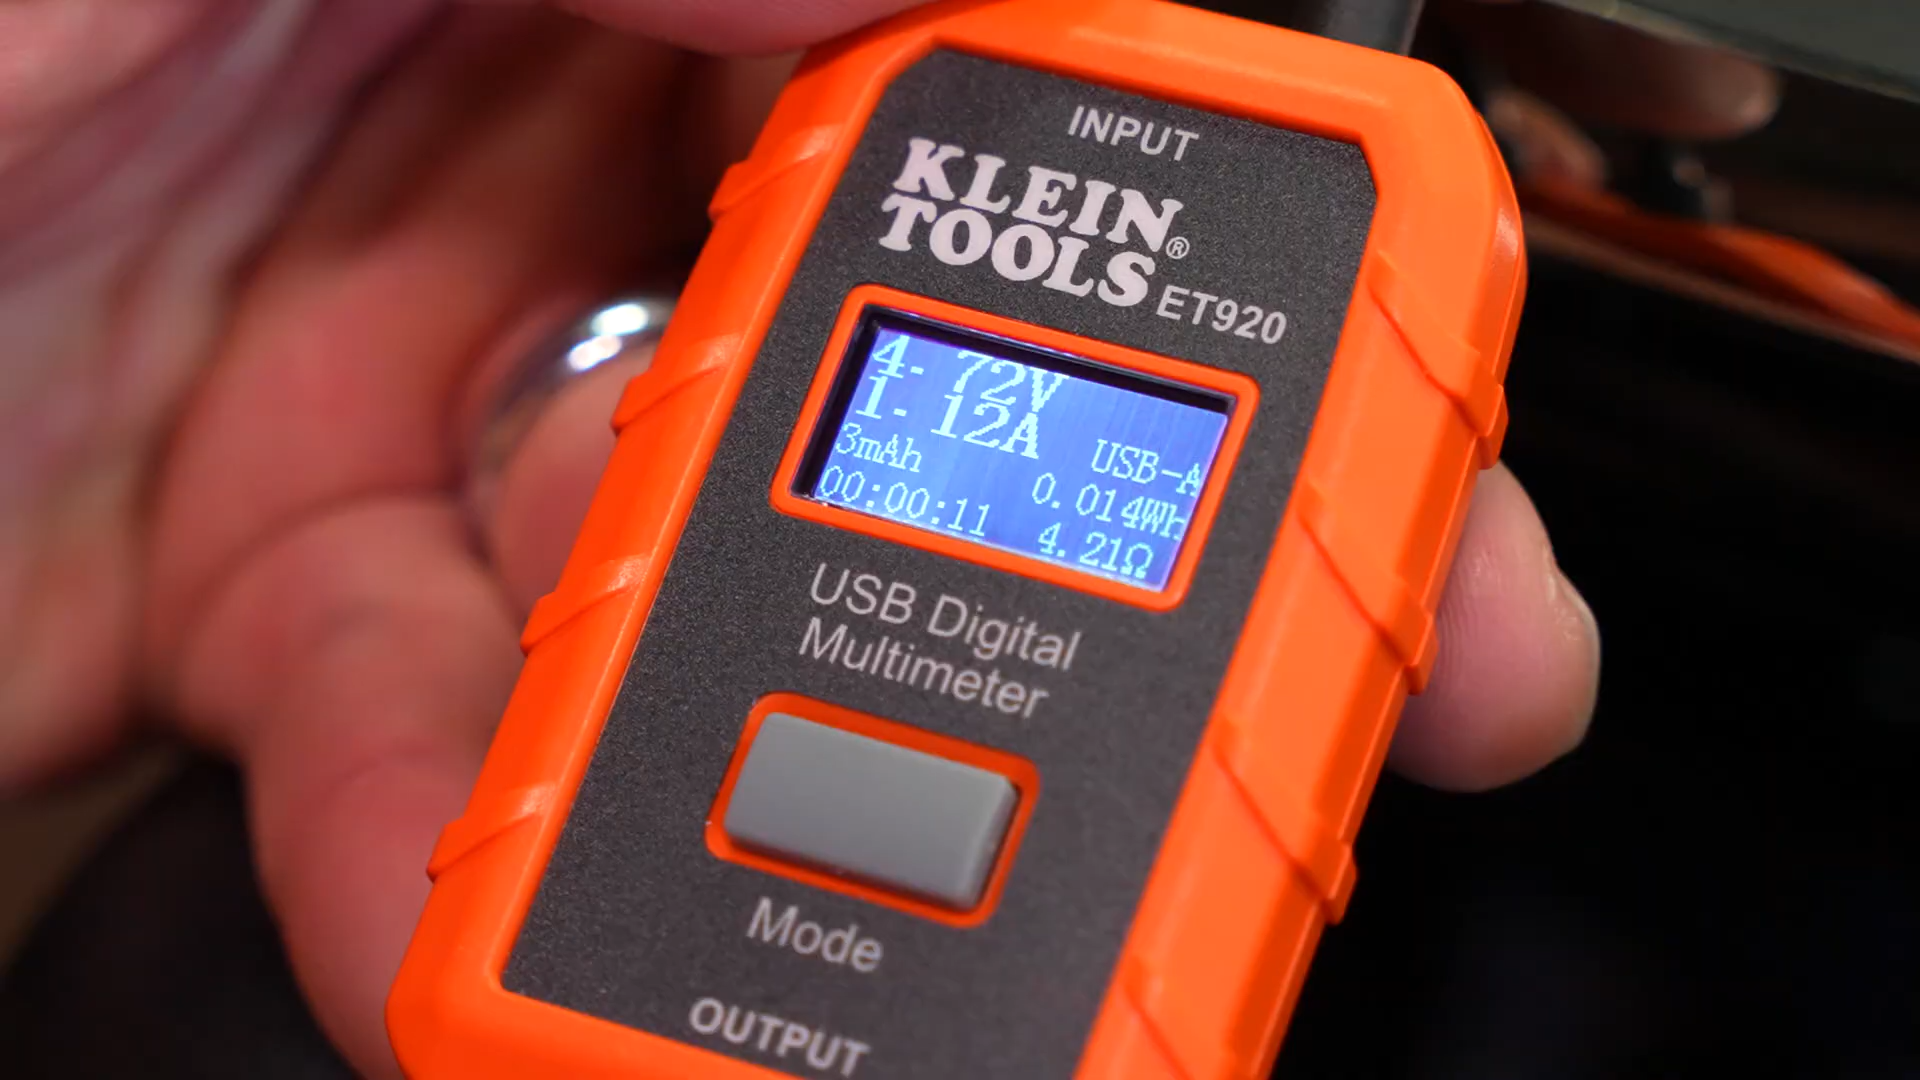 INPUT
KLEIN
TOOLS®
ET920
4.72V
1.12A
3mAh USB-A
00:00:11 0.014Wh
4.21Ω
USB Digital
Multimeter
Mode
OUTPUT